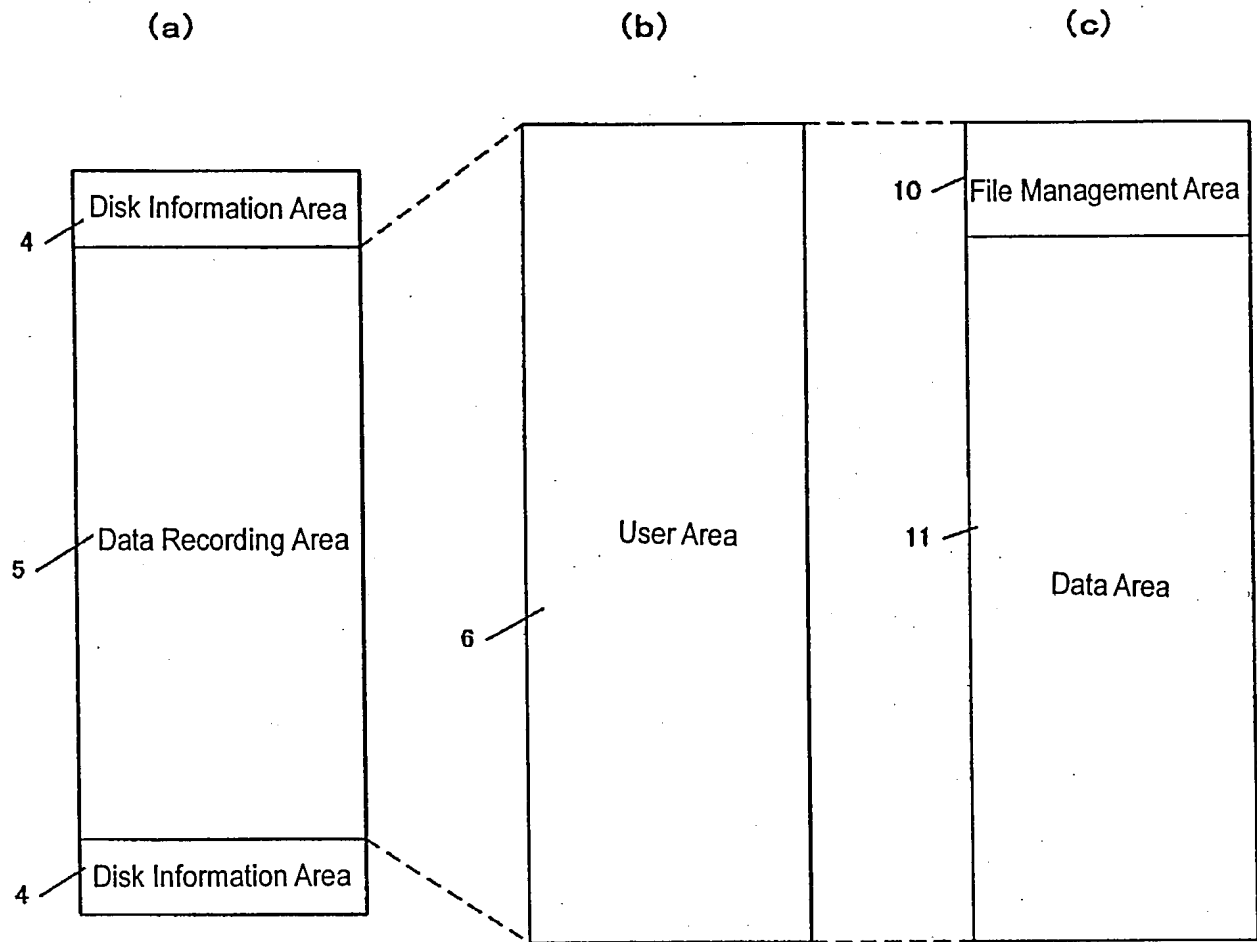 (a)
(b)
(c)
Disk Information Area
4
Data Recording Area
5
Disk Information Area
4
User Area
6
10
File Management Area
11
Data Area